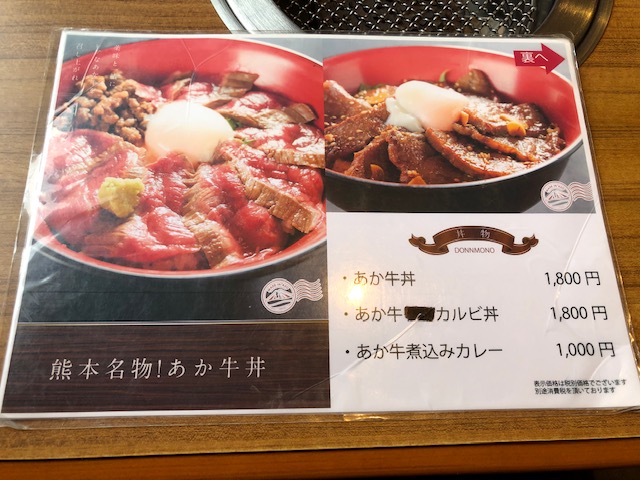 裏へ
丼物
DONNMONO
・あか牛丼 1,800円
・あか牛 カルビ丼 1,800円
・あか牛煮込みカレー 1,000円
表示価格は税別価格でございます
別途消費税を頂いております
熊本名物!あか牛丼